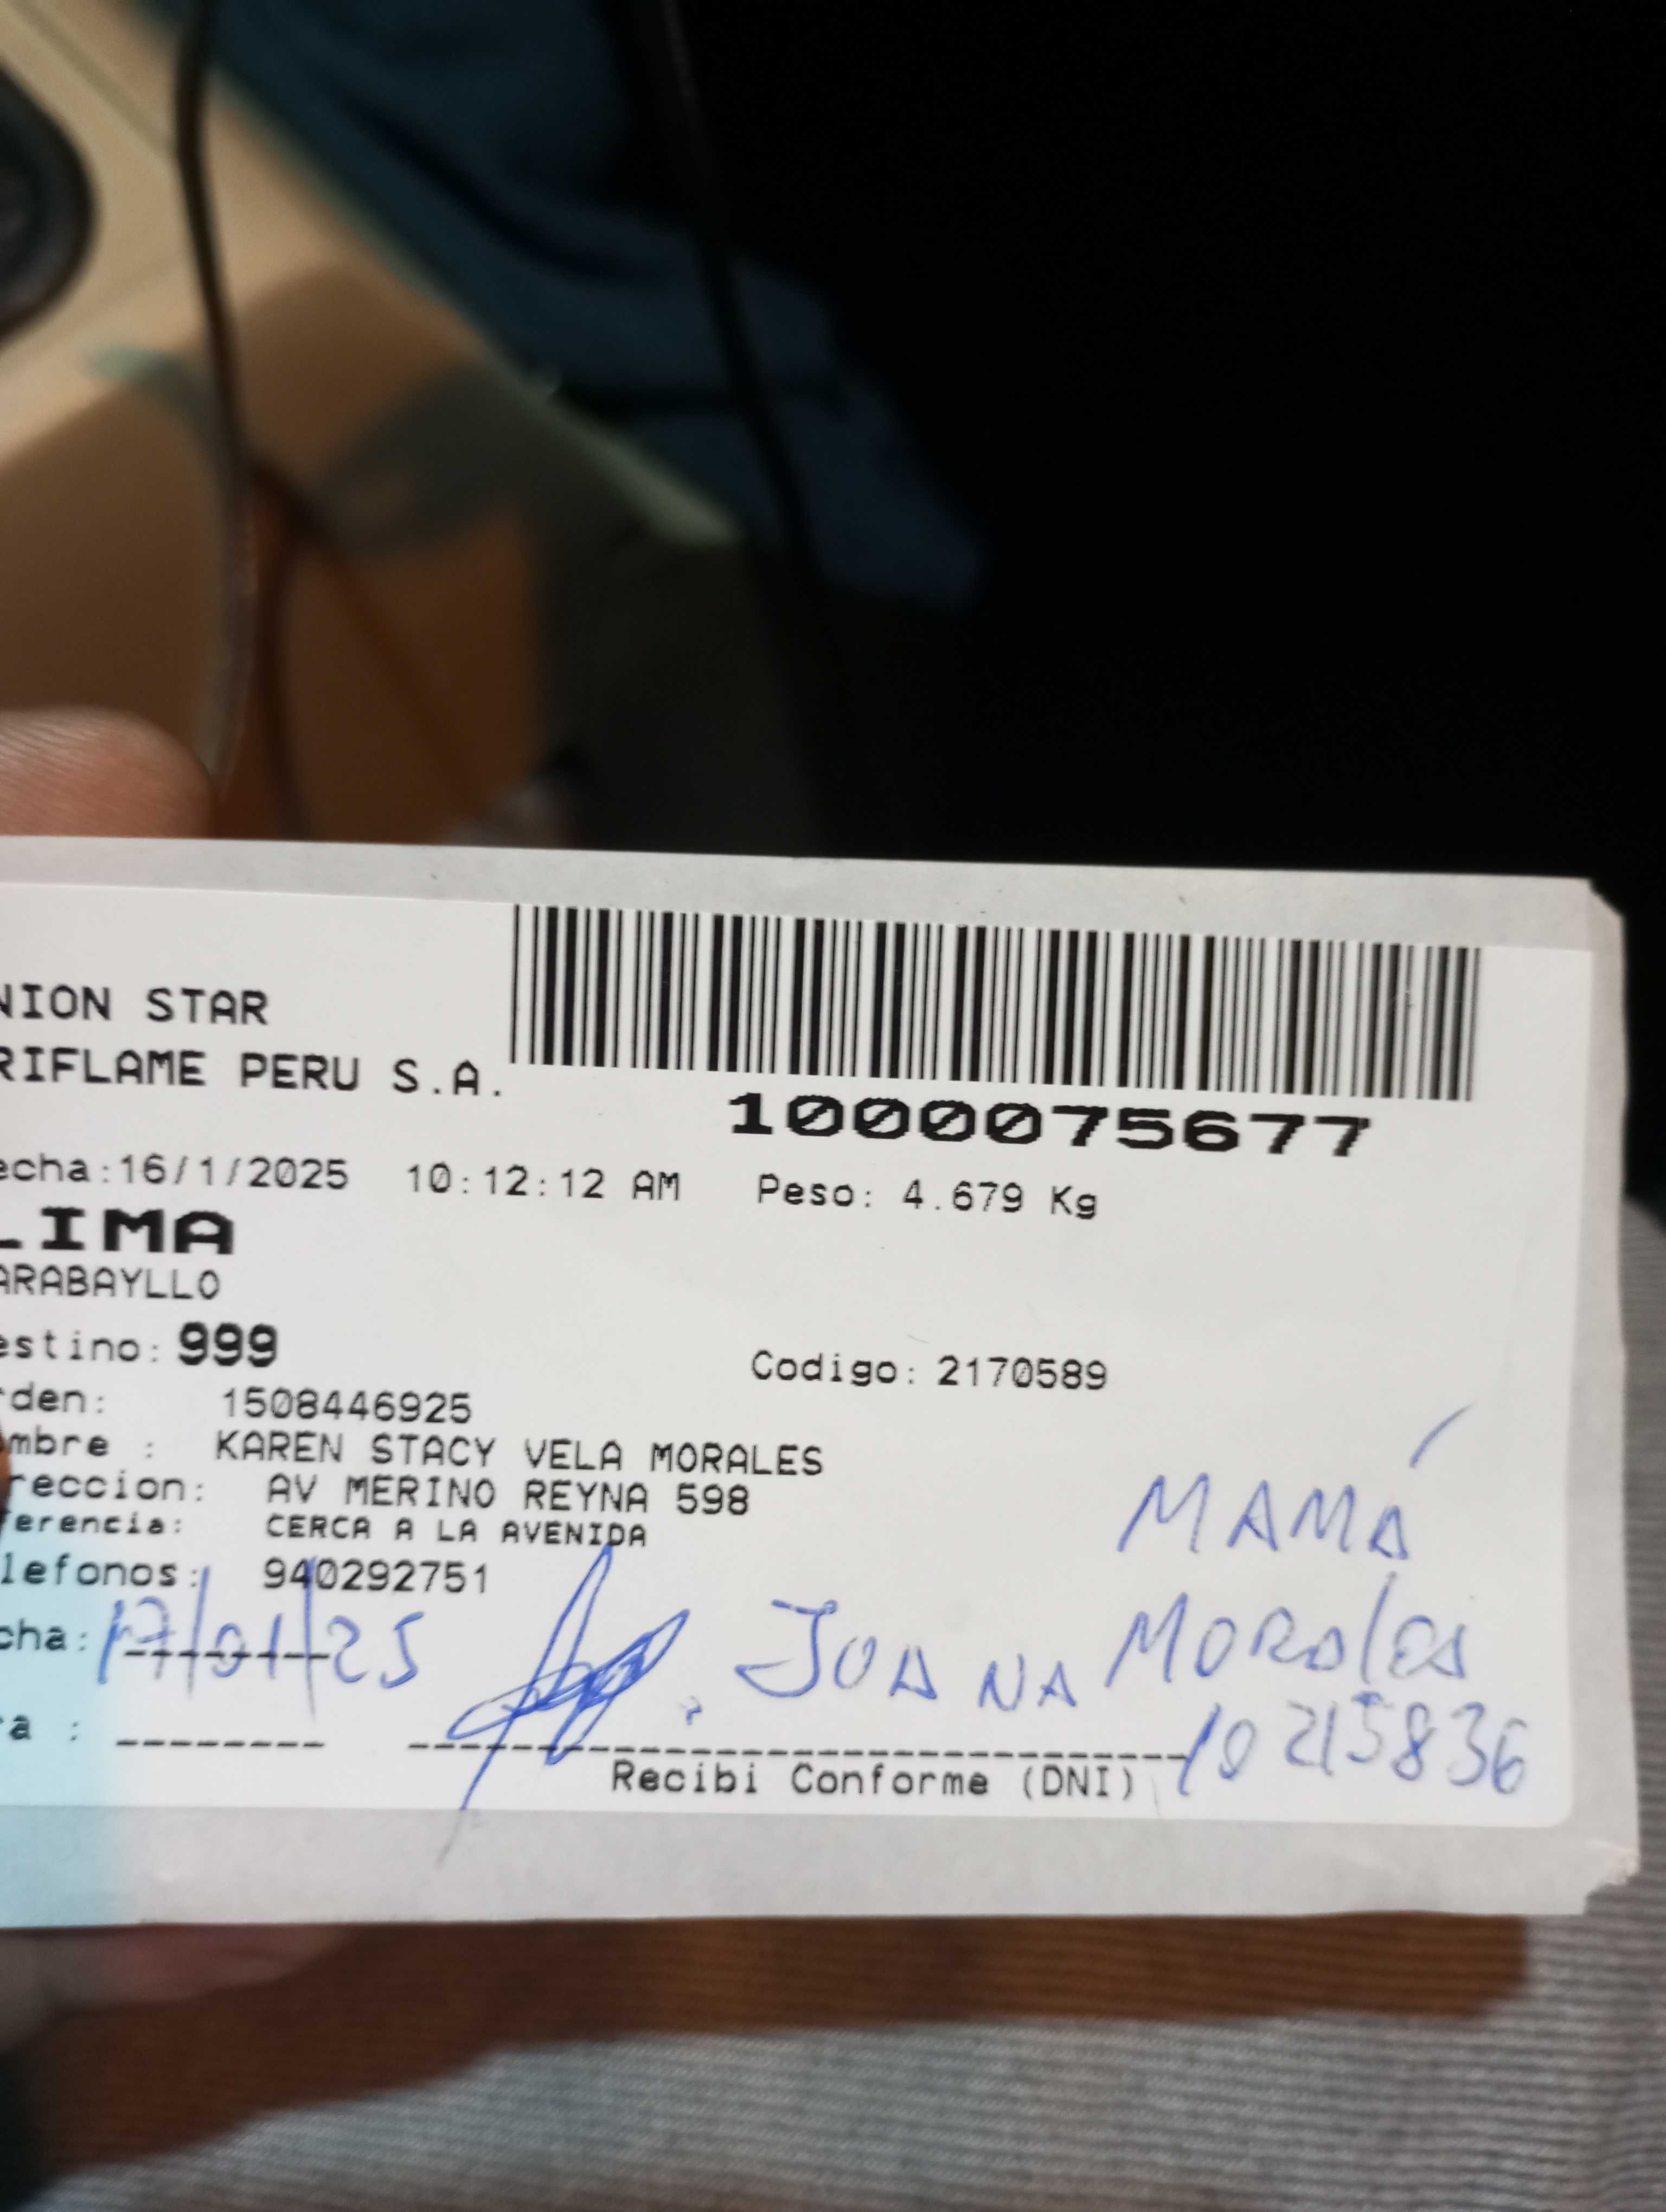 NION STAR
RIFLAME PERU S.A.
1000075677
echa:16/1/2025 10:12:12 AM Peso: 4.679 Kg
LIMA
ARABAYLLO
estino: 999
Codigo: 2170589
rden: 1508446925
mbre : KAREN STACY VELA MORALES
reccion: AV MERINO REYNA 598
ferencia: CERCA A LA AVENIDA
MAMÁ
lefonos: 940292751
cha: 17/01/25
JUANA Morales
ra :
10215836
Recibi Conforme (DNI)